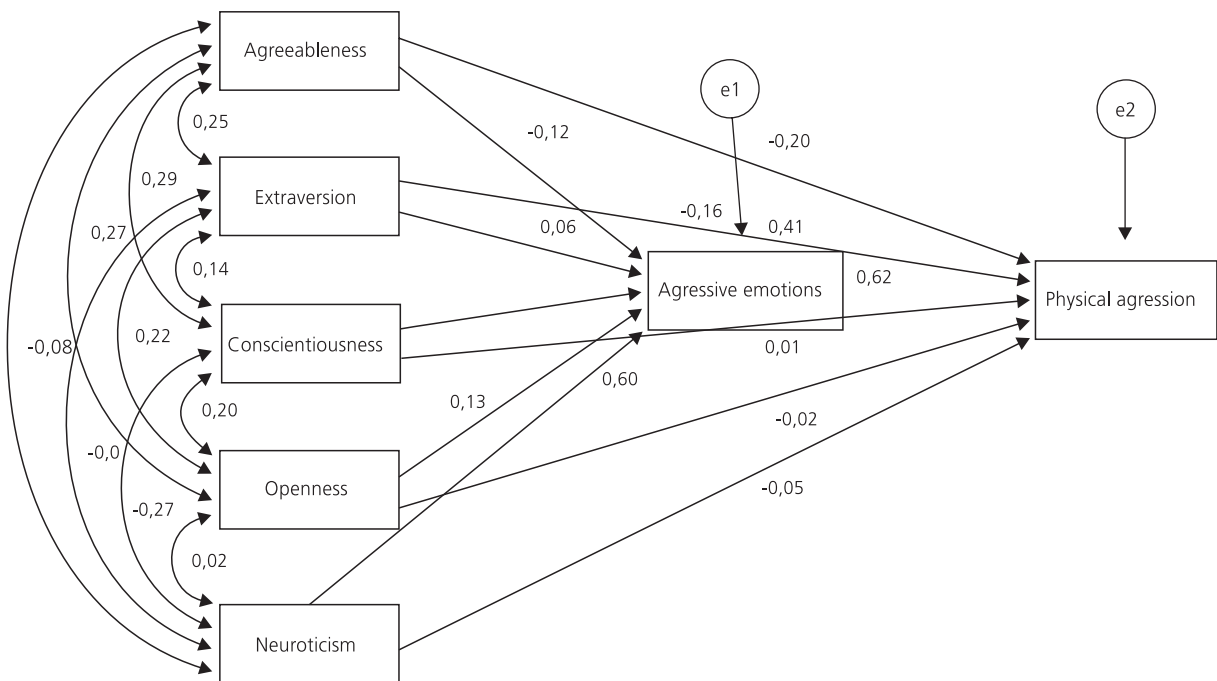 Agreeableness
e1
e2
-0,12
0,25
-0,20
0,29
Extraversion
-0,16
0,27
0,06
0,41
0,14
0,62
Agressive emotions
Physical agression
-0,08
0,22
Conscientiousness
0,01
0,60
0,13
0,20
-0,02
-0,0
Openness
-0,05
-0,27
0,02
Neuroticism